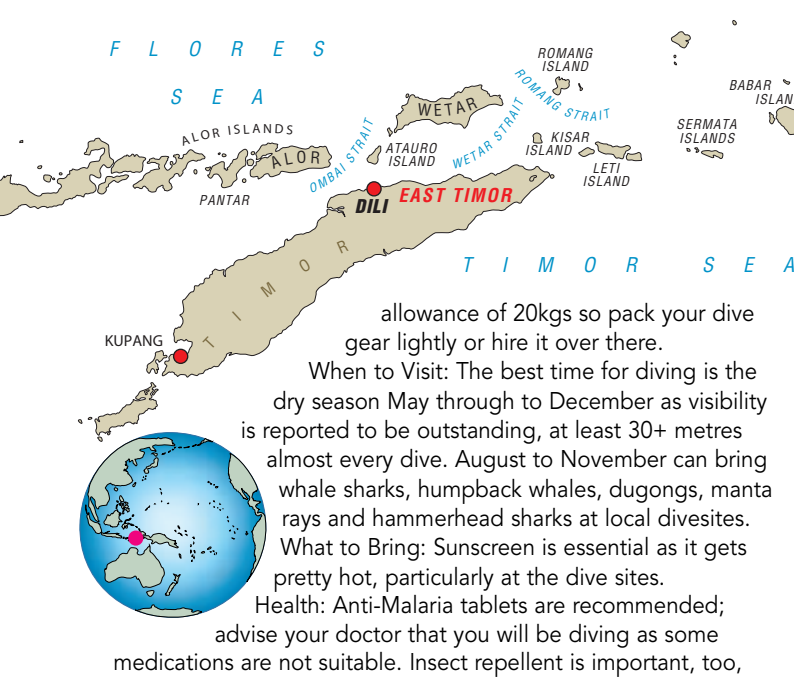 FLORES
SEA
ROMANG
ISLAND
ROMANG STRAIT
BABAR
WETAR
ALOR ISLANDS
OMBAI STRAIT
ATAURO
ISLAND
WETAR STRAIT
KISAR
ISLAND
SERMATA
ISLANDS
ALOR
LETI
ISLAND
PANTAR
DILI
EAST TIMOR
TIMOR
TIMOR SEA
KUPANG
allowance of 20kgs so pack your dive
gear lightly or hire it over there.
When to Visit: The best time for diving is the
dry season May through to December as visibility
is reported to be outstanding, at least 30+ metres
almost every dive. August to November can bring
whale sharks, humpback whales, dugongs, manta
rays and hammerhead sharks at local divesites.
What to Bring: Sunscreen is essential as it gets
pretty hot, particularly at the dive sites.
Health: Anti-Malaria tablets are recommended;
advise your doctor that you will be diving as some
medications are not suitable. Insect repellent is important, too,